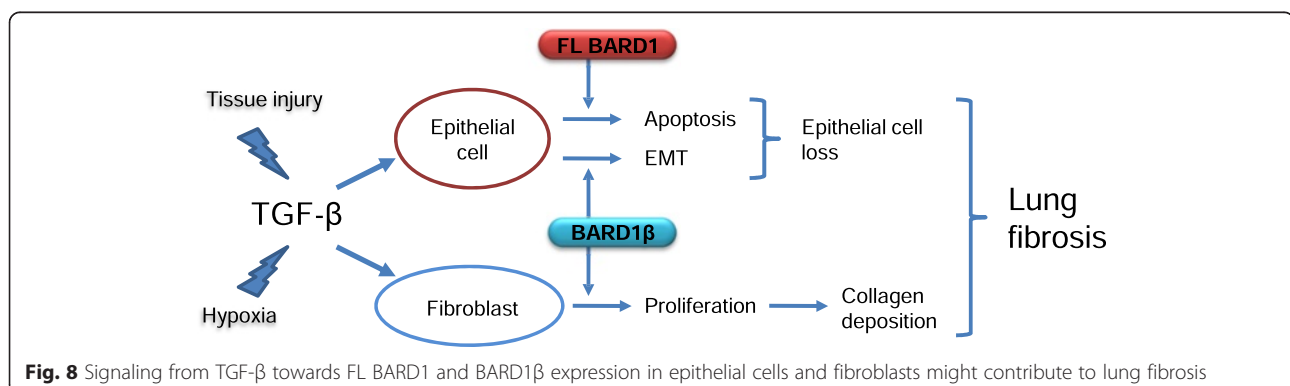 FL BARD1
Tissue injury
Epithelial
cell
Apoptosis
EMT
Epithelial cell
loss
TGF-β
BARD1β
Lung
fibrosis
Hypoxia
Fibroblast
Proliferation
Collagen
deposition
Fig. 8 Signaling from TGF-β towards FL BARD1 and BARD1β expression in epithelial cells and fibroblasts might contribute to lung fibrosis